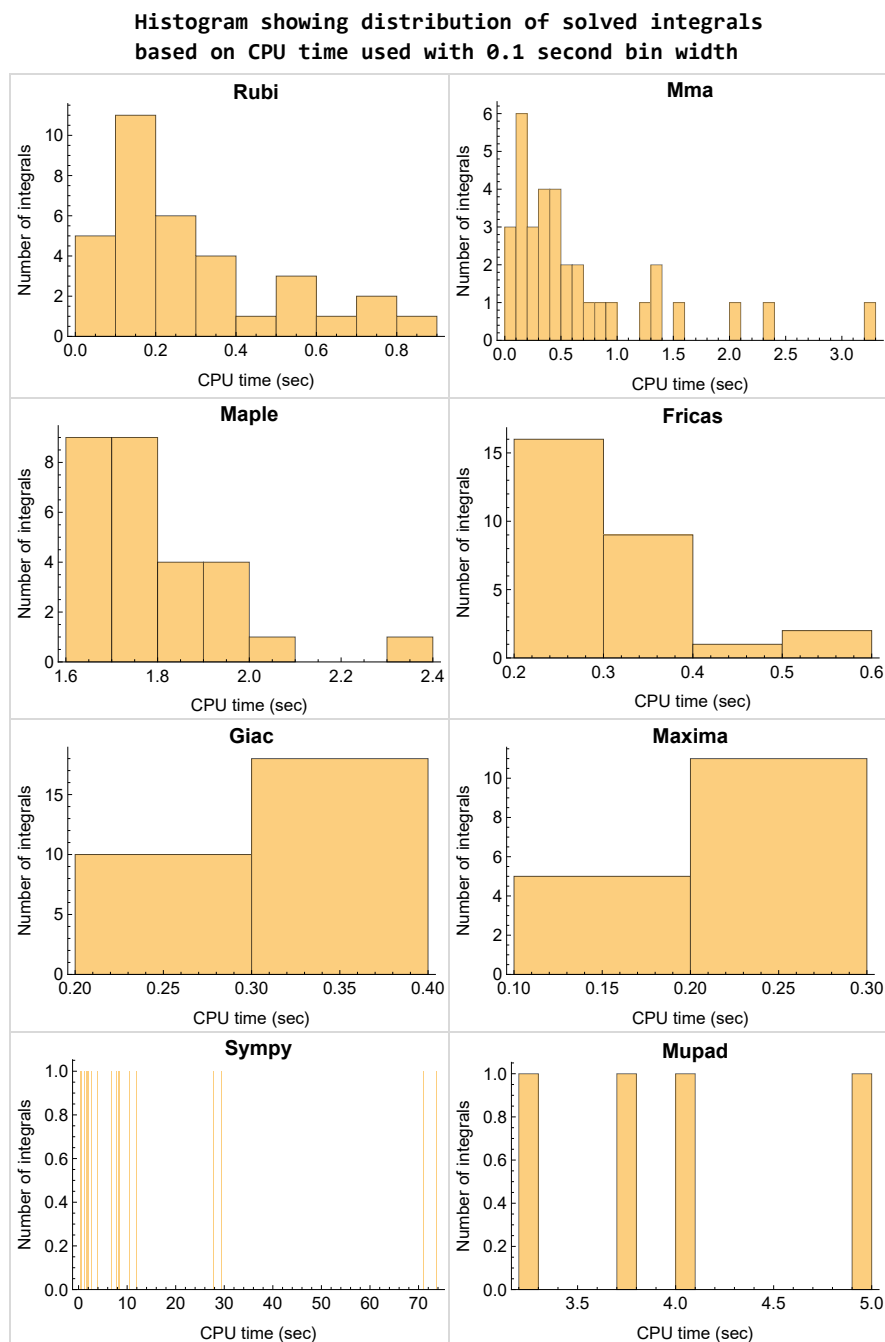 Histogram showing distribution of solved integrals
based on CPU time used with 0.1 second bin width
Rubi
Number of integrals
0
2
4
6
8
10
0.0 0.2 0.4 0.6 0.8
CPU time (sec)
Mma
Number of integrals
0
1
2
3
4
5
6
0.0 0.5 1.0 1.5 2.0 2.5 3.0
CPU time (sec)
Maple
Number of integrals
0
2
4
6
8
1.6 1.8 2.0 2.2 2.4
CPU time (sec)
Fricas
Number of integrals
0
5
10
15
0.2 0.3 0.4 0.5 0.6
CPU time (sec)
Giac
Number of integrals
0
5
10
15
0.20 0.25 0.30 0.35 0.40
CPU time (sec)
Maxima
Number of integrals
0
2
4
6
8
10
0.10 0.15 0.20 0.25 0.30
CPU time (sec)
Sympy
Number of integrals
0.0
0.2
0.4
0.6
0.8
1.0
0 10 20 30 40 50 60 70
CPU time (sec)
Mupad
Number of integrals
0.0
0.2
0.4
0.6
0.8
1.0
3.5 4.0 4.5 5.0
CPU time (sec)